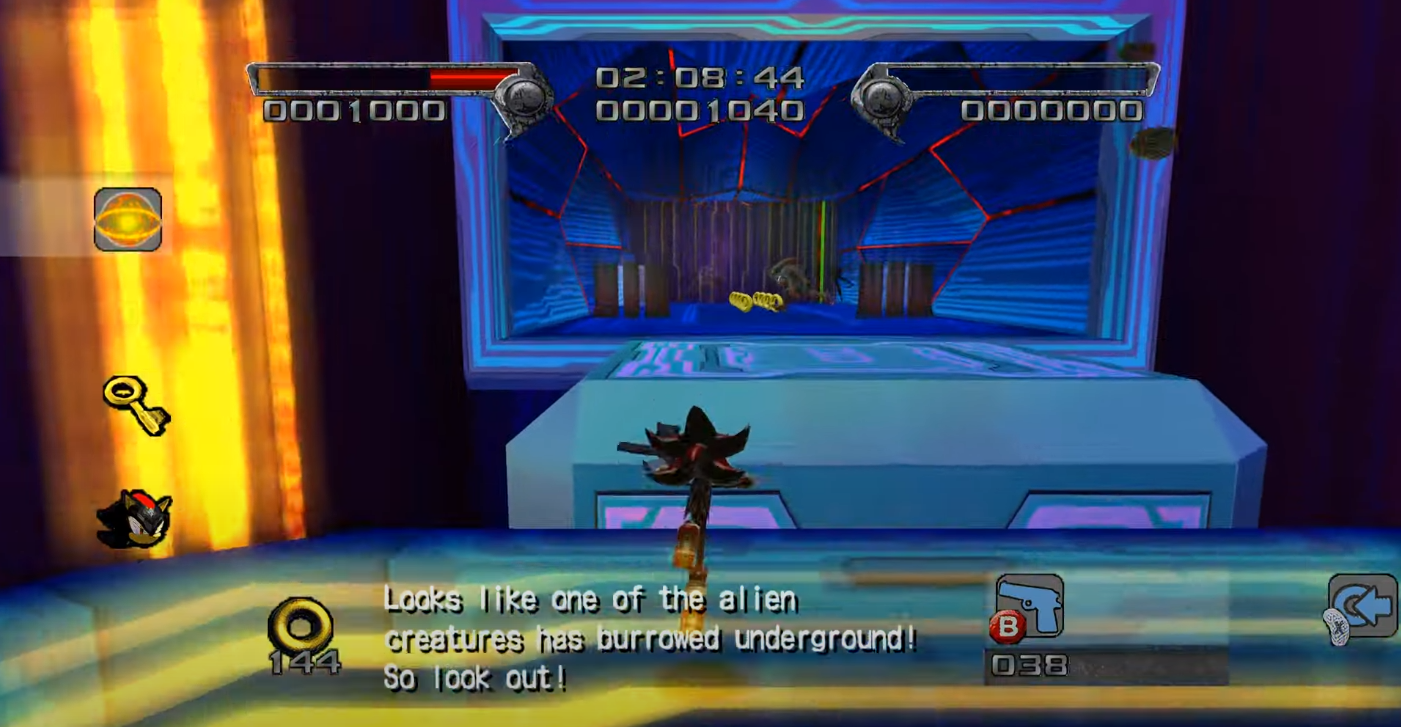 02:08:44
0001000
00001040
0000000
144
Looks like one of the alien
creatures has burrowed underground!
So look out!
B
038